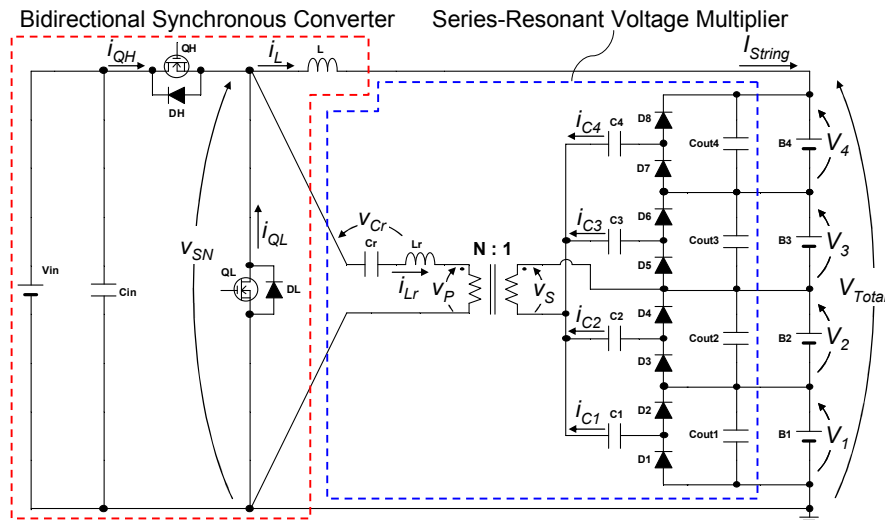 Bidirectional Synchronous Converter
Series-Resonant Voltage Multiplier
iQH
QH
iL
L
IString
DH
iC4
C4
D8
D7
Cout4
B4
V4
vSN
iQL
QL
DL
Vin
Cin
vCr
Cr
Lr
iLr
vP
N : 1
vS
iC3
C3
D6
D5
Cout3
B3
V3
VTotal
iC2
C2
D4
D3
Cout2
B2
V2
iC1
C1
D2
D1
Cout1
B1
V1